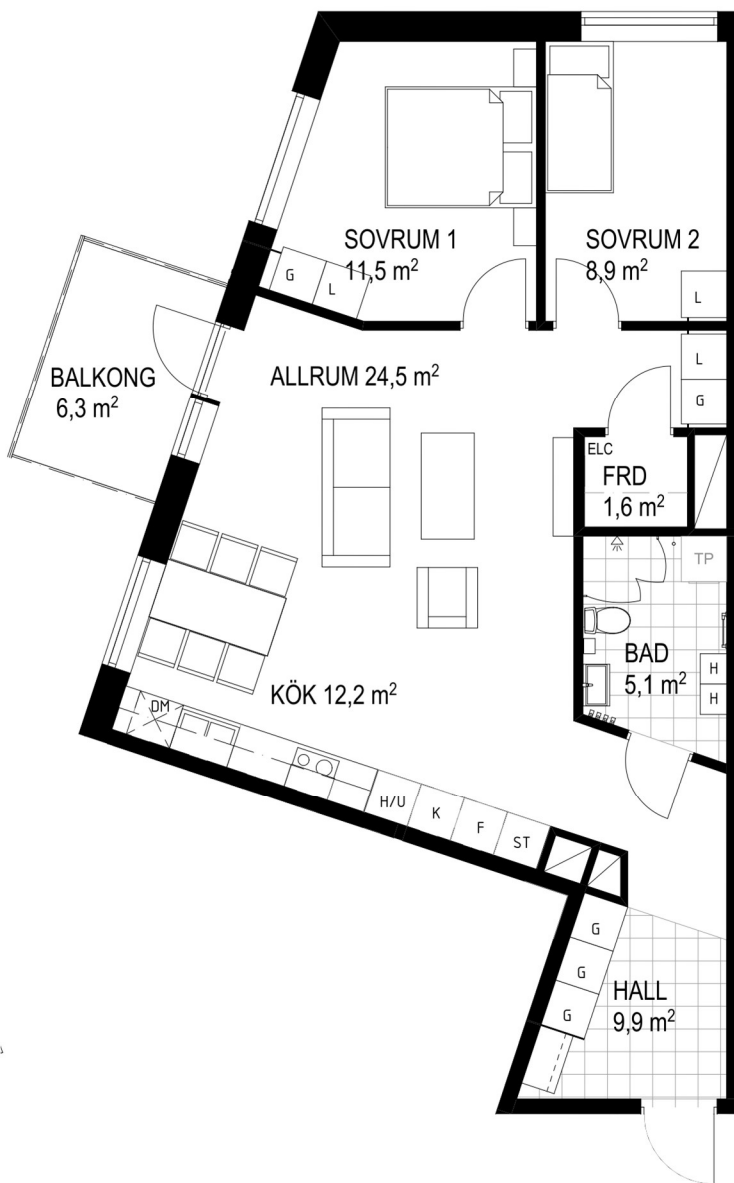 SOVRUM 1
11,5 m²
SOVRUM 2
8,9 m²
G
L
L
BALKONG
6,3 m²
ALLRUM 24,5 m²
L
G
ELC
FRD
1,6 m²
TP
BAD
5,1 m²
H
H
KÖK 12,2 m²
DM
H/U
K
F
ST
G
G
G
HALL
9,9 m²